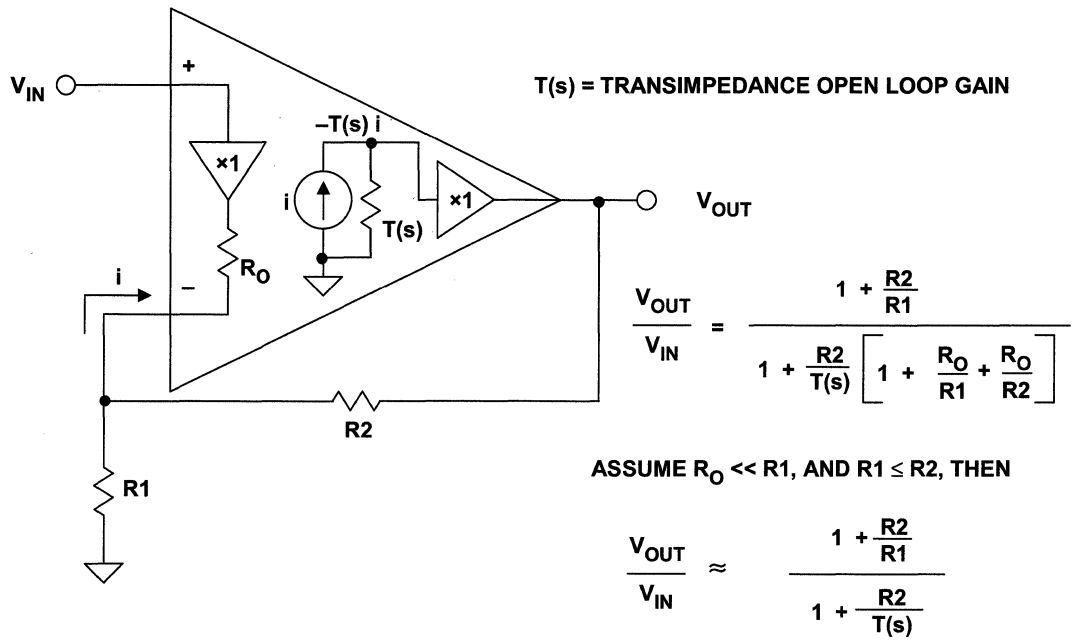 +
V_IN
T(s) = TRANSIMPEDANCE OPEN LOOP GAIN
–T(s) i
×1
×1
i
T(s)
V_OUT
R_O
i
–
V_OUT / V_IN = (1 + R2/R1) / (1 + R2/T(s) [1 + R_O/R1 + R_O/R2])
R2
ASSUME R_O << R1, AND R1 ≤ R2, THEN
R1
V_OUT / V_IN ≈ (1 + R2/R1) / (1 + R2/T(s))